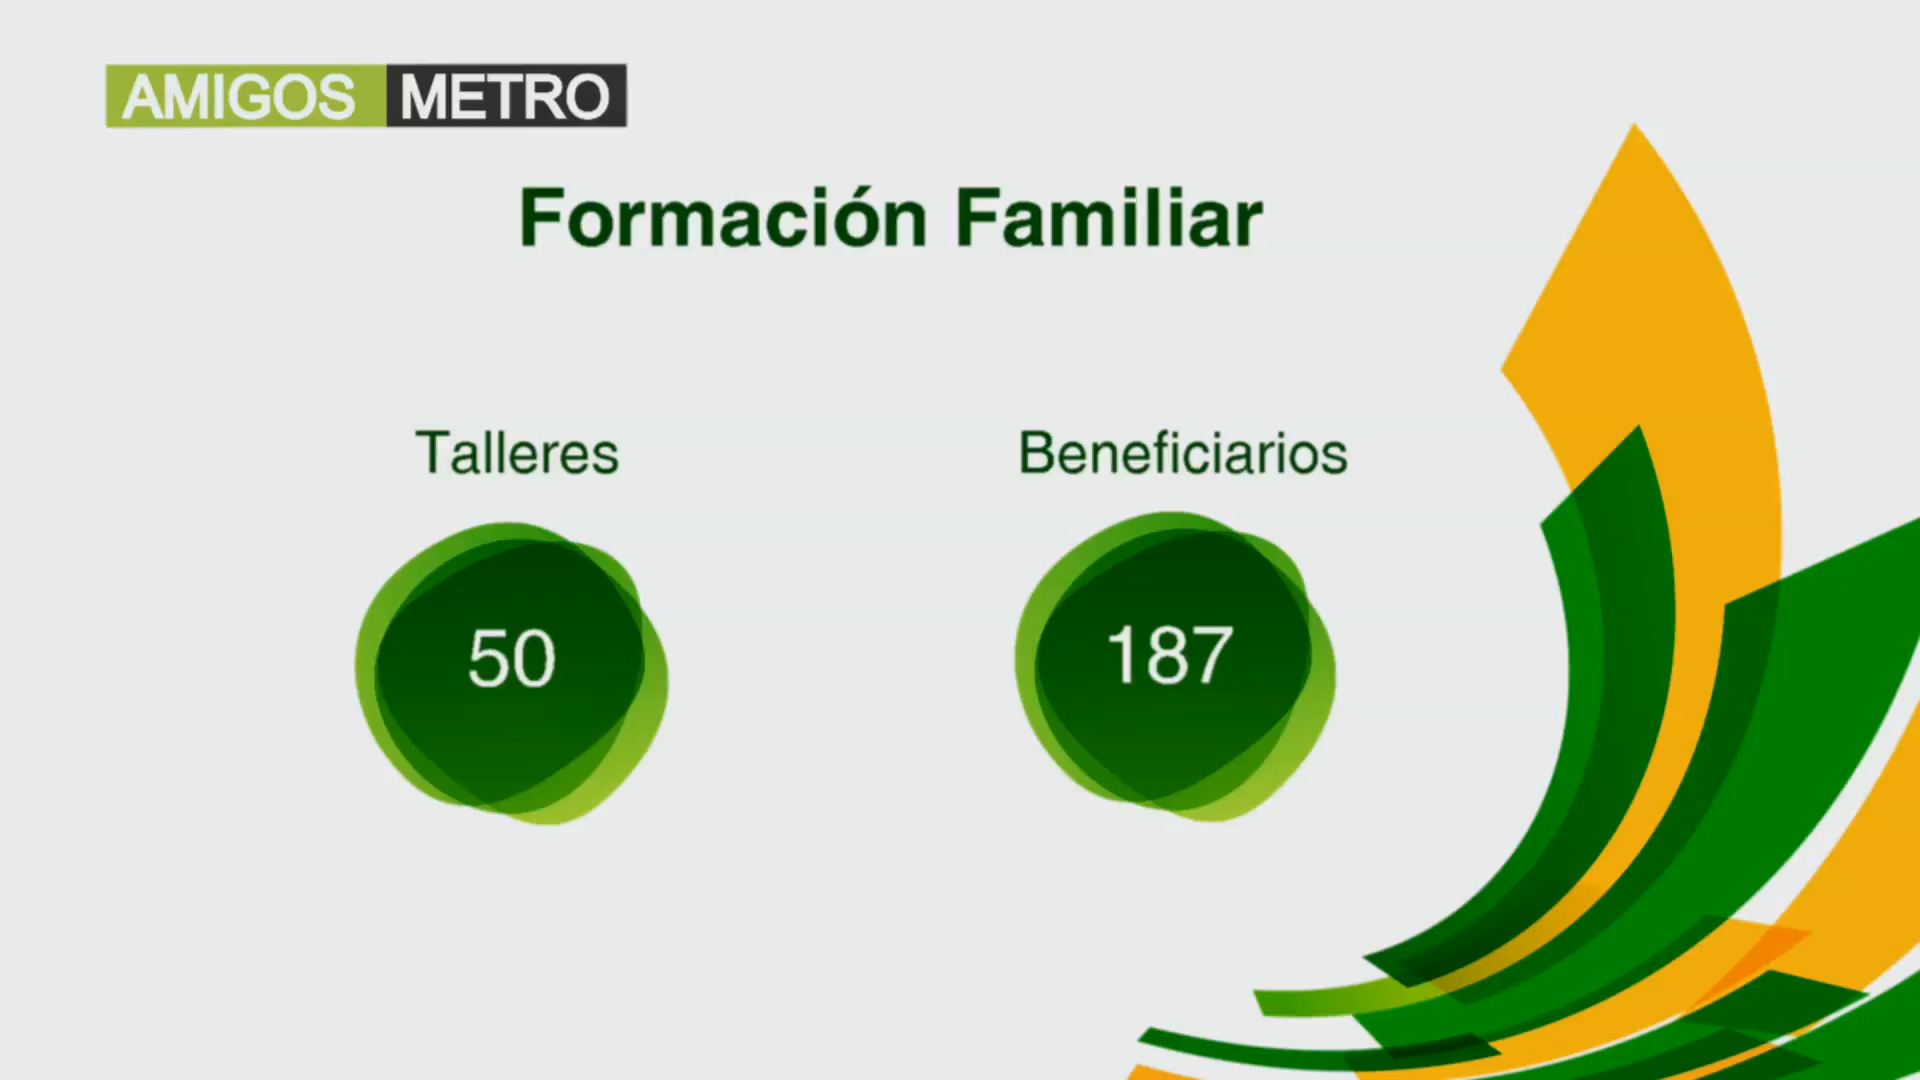 AMIGOS METRO
Formación Familiar
Talleres
Beneficiarios
50
187